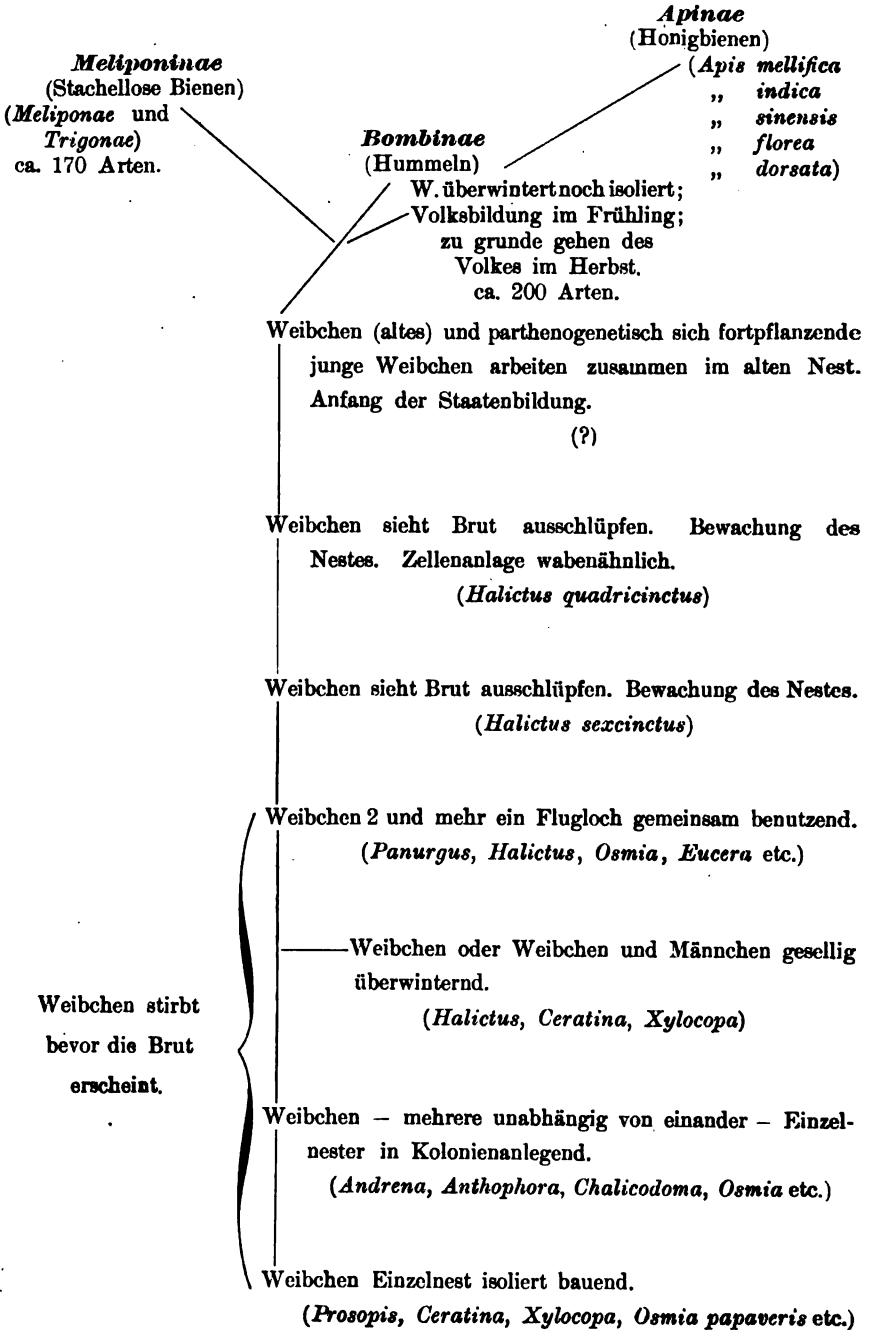 Apinae
(Honigbienen)
(Apis mellifica
„ indica
„ sinensis
„ florea
„ dorsata)
Meliponinae
(Stachellose Bienen)
(Meliponae und
Trigonae)
ca. 170 Arten.
Bombinae
(Hummeln)
W. überwintert noch isoliert;
Volksbildung im Frühling;
zu grunde gehen des
Volkes im Herbst.
ca. 200 Arten.
Weibchen (altes) und parthenogenetisch sich fortpflanzende
junge Weibchen arbeiten zusammen im alten Nest.
Anfang der Staatenbildung.
(?)
Weibchen sieht Brut ausschlüpfen. Bewachung des
Nestes. Zellenanlage wabenähnlich.
(Halictus quadricinctus)
Weibchen sieht Brut ausschlüpfen. Bewachung des Nestes.
(Halictus sexcinctus)
Weibchen 2 und mehr ein Flugloch gemeinsam benutzend.
(Panurgus, Halictus, Osmia, Eucera etc.)
Weibchen oder Weibchen und Männchen gesellig
überwinternd.
(Halictus, Ceratina, Xylocopa)
Weibchen stirbt
bevor die Brut
erscheint.
Weibchen — mehrere unabhängig von einander — Einzel-
nester in Kolonien anlegend.
(Andrena, Anthophora, Chalicodoma, Osmia etc.)
Weibchen Einzelnest isoliert bauend.
(Prosopis, Ceratina, Xylocopa, Osmia papaveris etc.)